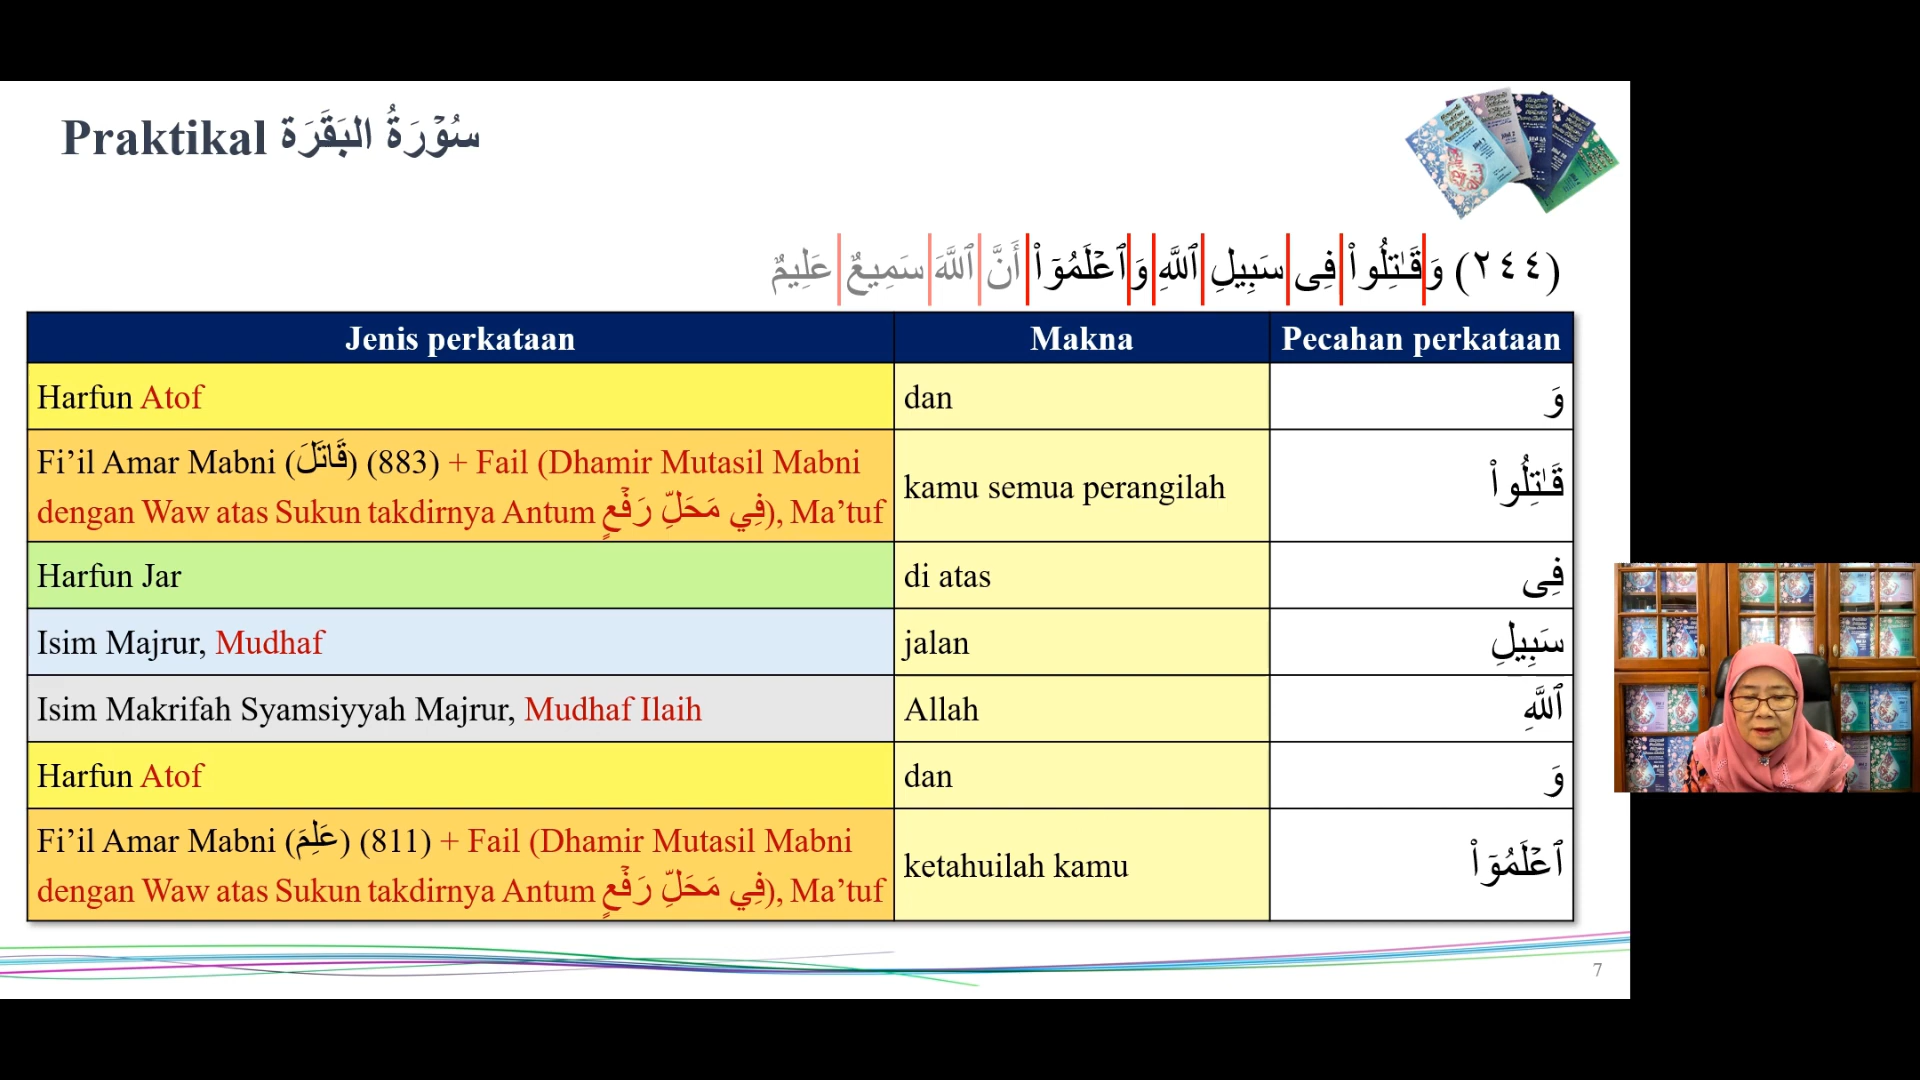 Praktikal سُوْرَةُ البَقَرَة
(٢٤٤) وَقَـٰتِلُوا۟ فِى سَبِيلِ ٱللَّهِ وَٱعْلَمُوٓا۟ أَنَّ ٱللَّهَ سَمِيعٌ عَلِيمٌ
Jenis perkataan Makna Pecahan perkataan
Harfun Atof dan وَ
Fi’il Amar Mabni (قَاتَلَ) (883) + Fail (Dhamir Mutasil Mabni
dengan Waw atas Sukun takdirnya Antum فِي مَحَلِّ رَفْعٍ), Ma’tuf kamu semua perangilah قَـٰتِلُوا۟
Harfun Jar di atas فِى
Isim Majrur, Mudhaf jalan سَبِيلِ
Isim Makrifah Syamsiyyah Majrur, Mudhaf Ilaih Allah ٱللَّهِ
Harfun Atof dan وَ
Fi’il Amar Mabni (عَلِمَ) (811) + Fail (Dhamir Mutasil Mabni
dengan Waw atas Sukun takdirnya Antum فِي مَحَلِّ رَفْعٍ), Ma’tuf ketahuilah kamu ٱعْلَمُوٓا۟
7